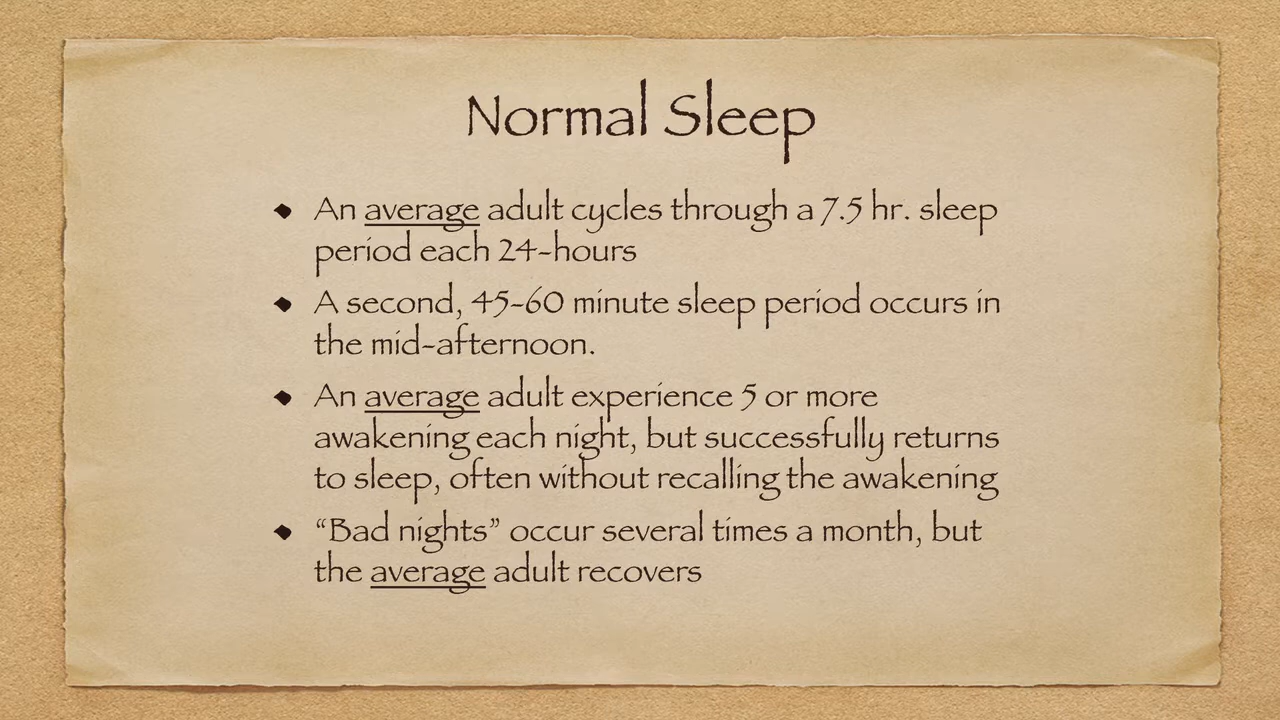 Normal Sleep
An average adult cycles through a 7.5 hr. sleep
period each 24-hours
A second, 45-60 minute sleep period occurs in
the mid-afternoon.
An average adult experience 5 or more
awakening each night, but successfully returns
to sleep, often without recalling the awakening
“Bad nights” occur several times a month, but
the average adult recovers